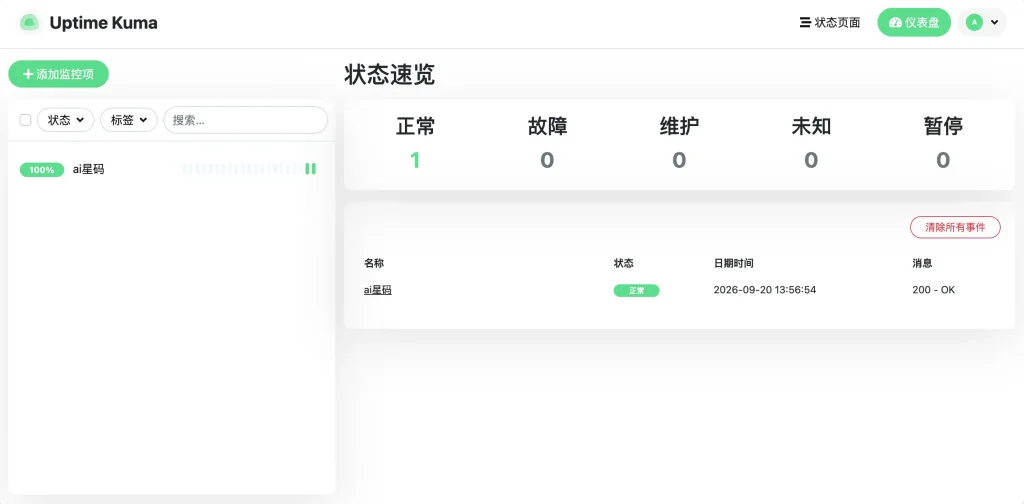 Uptime Kuma
状态页面
仪表盘
A
添加监控项
状态
标签
搜索...
100% ai星码
状态速览
正常 故障 维护 未知 暂停
1 0 0 0 0
清除所有事件
名称 状态 日期时间 消息
ai星码 正常 2026-09-20 13:56:54 200 - OK